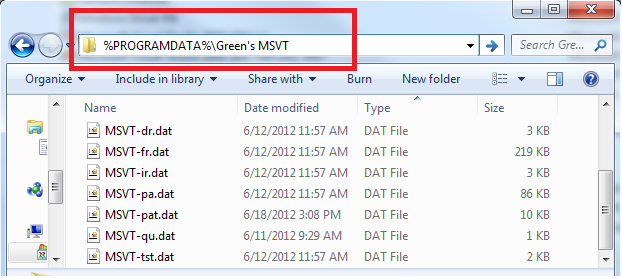 %PROGRAMDATA%\Green's MSVT
Search Gre...
Organize Include in library Share with Burn New folder
Name Date modified Type Size
MSVT-dr.dat 6/12/2012 11:57 AM DAT File 3 KB
MSVT-fr.dat 6/12/2012 11:57 AM DAT File 219 KB
MSVT-ir.dat 6/12/2012 11:57 AM DAT File 3 KB
MSVT-pa.dat 6/12/2012 11:57 AM DAT File 86 KB
MSVT-pat.dat 6/18/2012 3:08 PM DAT File 10 KB
MSVT-qu.dat 6/11/2012 9:29 AM DAT File 1 KB
MSVT-tst.dat 6/12/2012 11:57 AM DAT File 2 KB